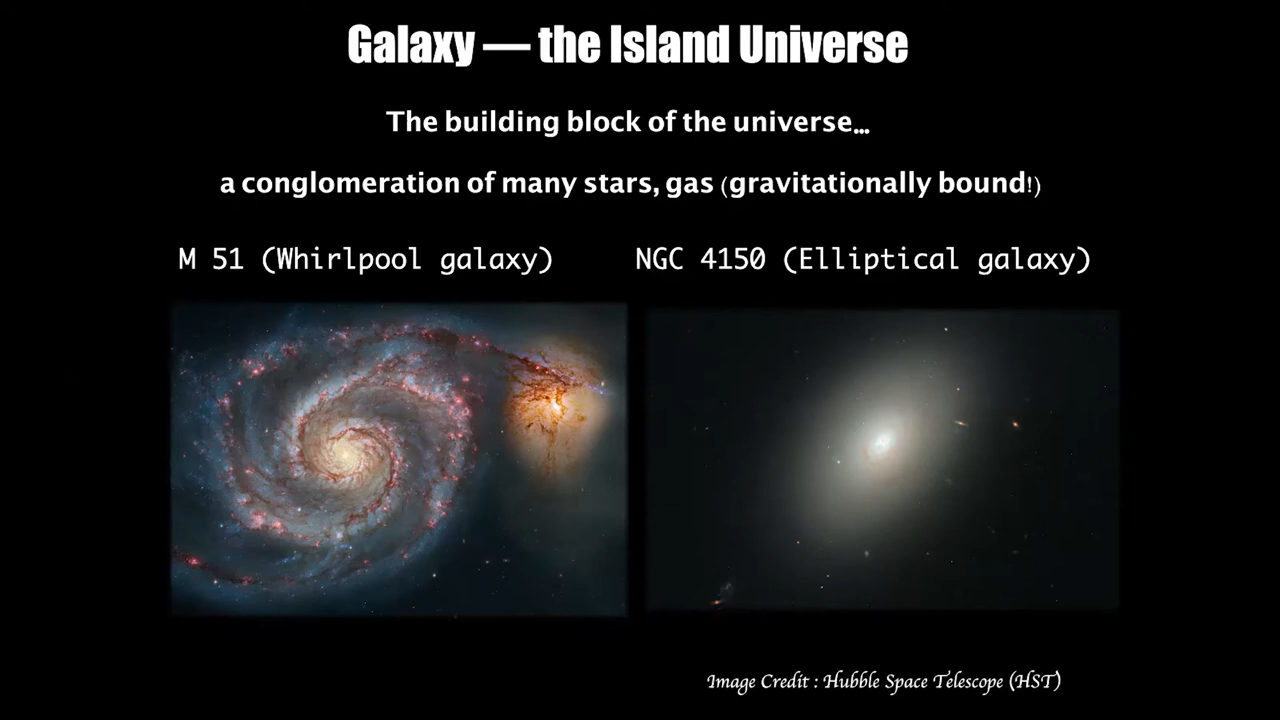 Galaxy — the Island Universe
The building block of the universe...
a conglomeration of many stars, gas (gravitationally bound!)
M 51 (Whirlpool galaxy)
NGC 4150 (Elliptical galaxy)
Image Credit : Hubble Space Telescope (HST)